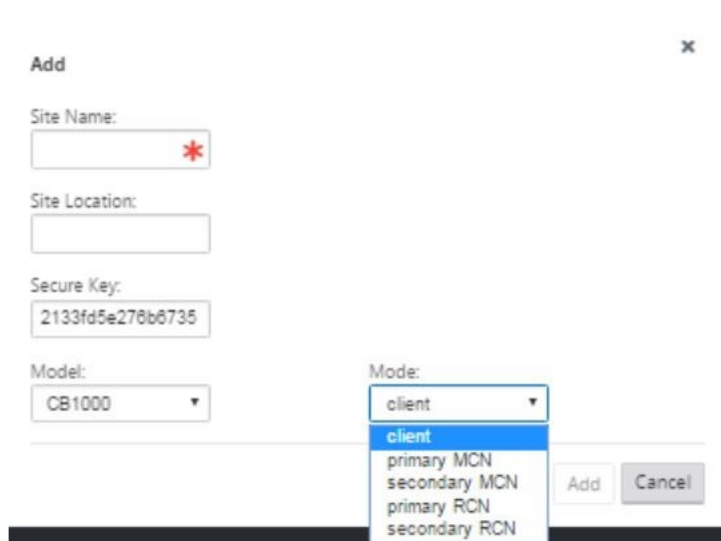 Add
Site Name:
Site Location:
Secure Key:
2133fd5e276b6735
Model:
Mode:
CB1000
client
client
primary MCN
secondary MCN
primary RCN
secondary RCN
Add
Cancel